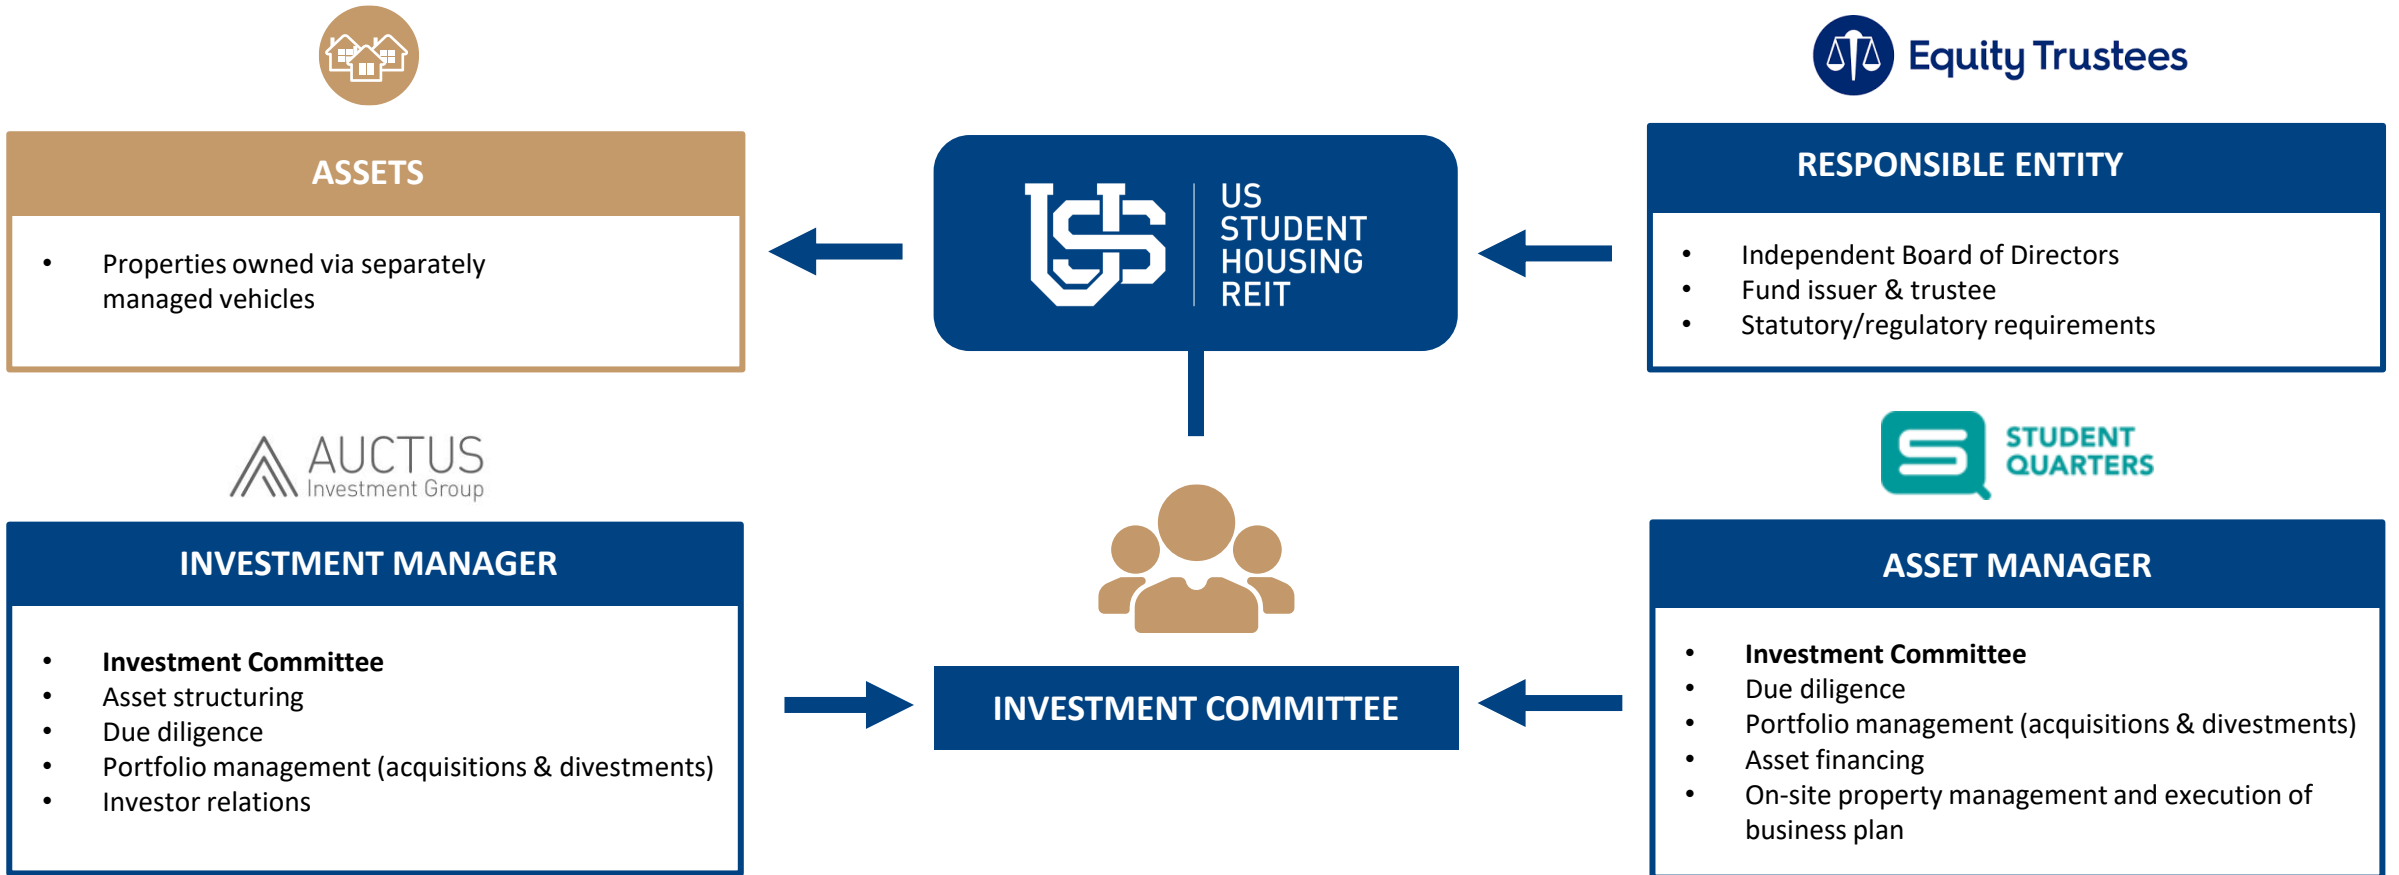 ASSETS
• Properties owned via separately
managed vehicles
US
US
STUDENT
HOUSING
REIT
Equity Trustees
RESPONSIBLE ENTITY
• Independent Board of Directors
• Fund issuer & trustee
• Statutory/regulatory requirements
AUCTUS
Investment Group
INVESTMENT MANAGER
• Investment Committee
• Asset structuring
• Due diligence
• Portfolio management (acquisitions & divestments)
• Investor relations
INVESTMENT COMMITTEE
STUDENT
QUARTERS
ASSET MANAGER
• Investment Committee
• Due diligence
• Portfolio management (acquisitions & divestments)
• Asset financing
• On-site property management and execution of
business plan